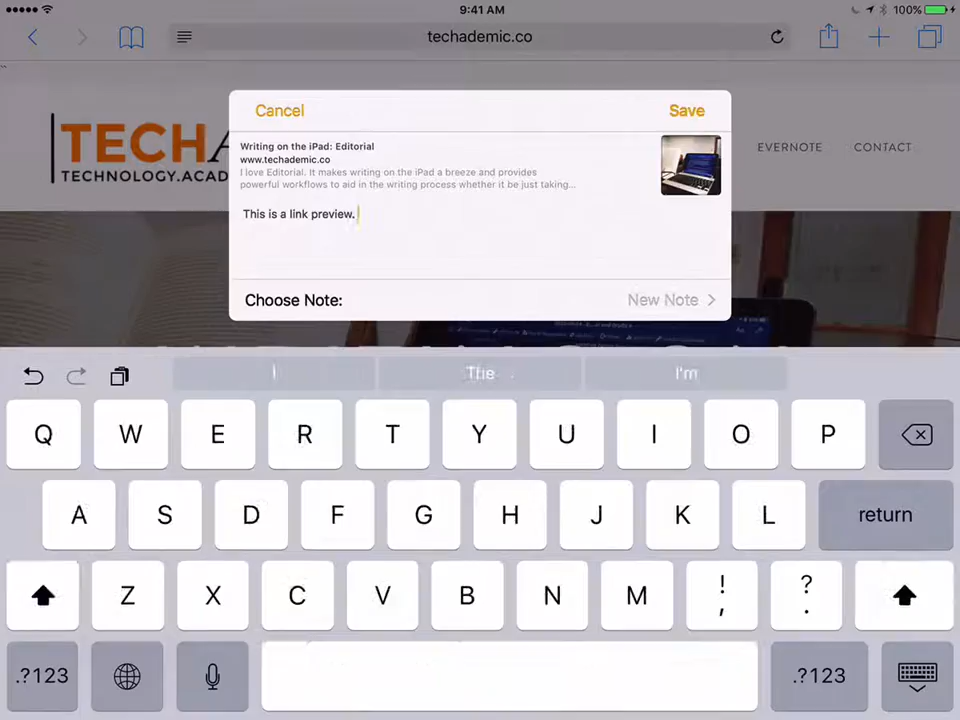 9:41 AM
100%
techademic.co
TECHA
TECHNOLOGY.ACAD
EVERNOTE CONTACT
Cancel
Save
Writing on the iPad: Editorial
www.techademic.co
I love Editorial. It makes writing on the iPad a breeze and provides
powerful workflows to aid in the writing process whether it be just taking...
This is a link preview.
Choose Note:
New Note
I The I'm
Q W E R T Y U I O P
A S D F G H J K L return
Z X C V B N M ! , ? .
.?123 .?123